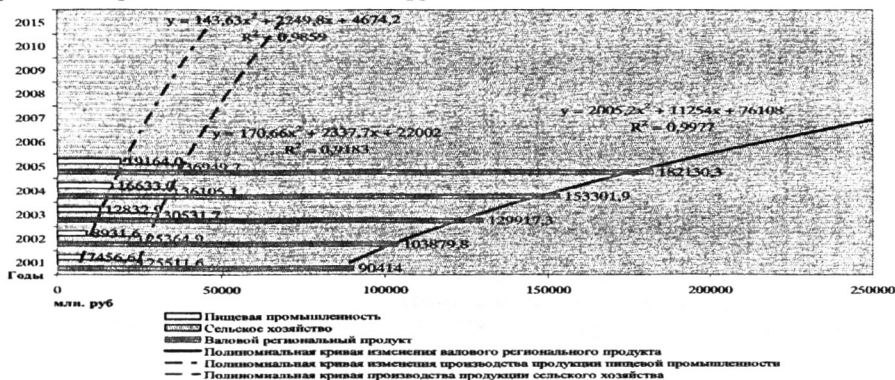 2015
y = 143,63x² + 2249,8x + 4674,2
R² = 0,9859
2010
2009
2008
2007
y = 2005,2x² + 11254x + 76108
R² = 0,9977
2006
y = 170,66x² + 2337,7x + 22002
R² = 0,9183
2005
19164,0
36949,7
182130,3
2004
16633,0
36105,1
153301,9
2003
12832,9
30531,7
129917,3
2002
8931,6
25364,9
103879,8
2001
7456,6
25511,6
90414
Годы
0 50000 100000 150000 200000 250000
млн. руб
Пищевая промышленность
Сельское хозяйство
Валовой региональный продукт
Полиномиальная кривая изменения валового регионального продукта
Полиномиальная кривая изменения производства продукции пищевой промышленности
Полиномиальная кривая производства продукции сельского хозяйства